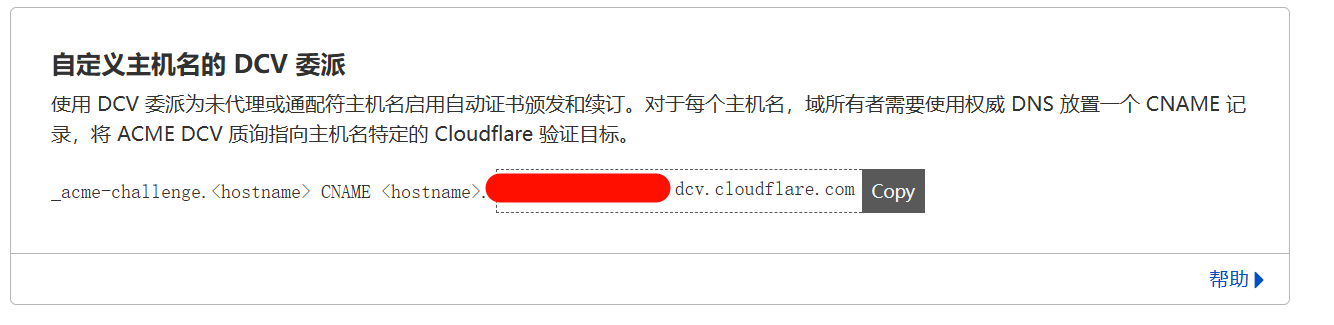 自定义主机名的 DCV 委派
使用 DCV 委派为未代理或通配符主机名启用自动证书颁发和续订。对于每个主机名，域所有者需要使用权威 DNS 放置一个 CNAME 记
录，将 ACME DCV 质询指向主机名特定的 Cloudflare 验证目标。
_acme-challenge.<hostname> CNAME <hostname>. dcv.cloudflare.com Copy
帮助